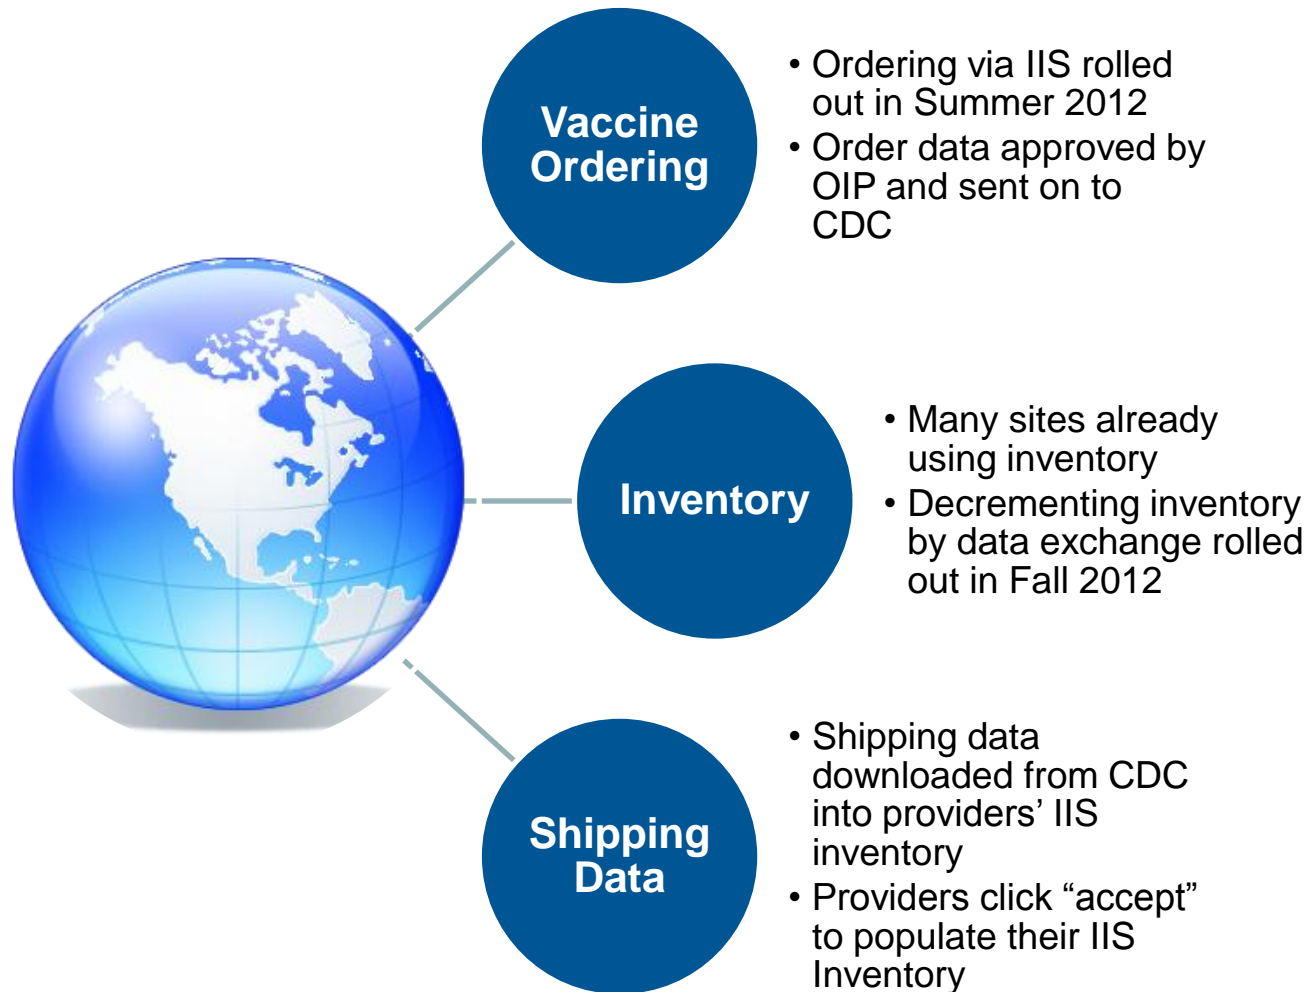 Vaccine
Ordering
• Ordering via IIS rolled
out in Summer 2012
• Order data approved by
OIP and sent on to
CDC
Inventory
• Many sites already
using inventory
• Decrementing inventory
by data exchange rolled
out in Fall 2012
Shipping
Data
• Shipping data
downloaded from CDC
into providers’ IIS
inventory
• Providers click “accept”
to populate their IIS
Inventory